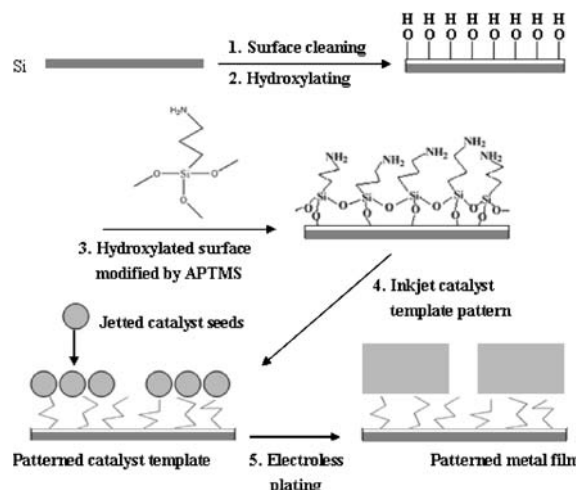 H H H H H H H H
O O O O O O O O
1. Surface cleaning
Si
2. Hydroxylating
H₂N
Si
O O
O
NH₂ NH₂ NH₂ NH₂ NH₂
Si Si Si Si Si
O O O O O O
O O O O O
3. Hydroxylated surface
modified by APTMS
4. Inkjet catalyst
template pattern
Jetted catalyst seeds
Patterned catalyst template
5. Electroless
plating
Patterned metal film